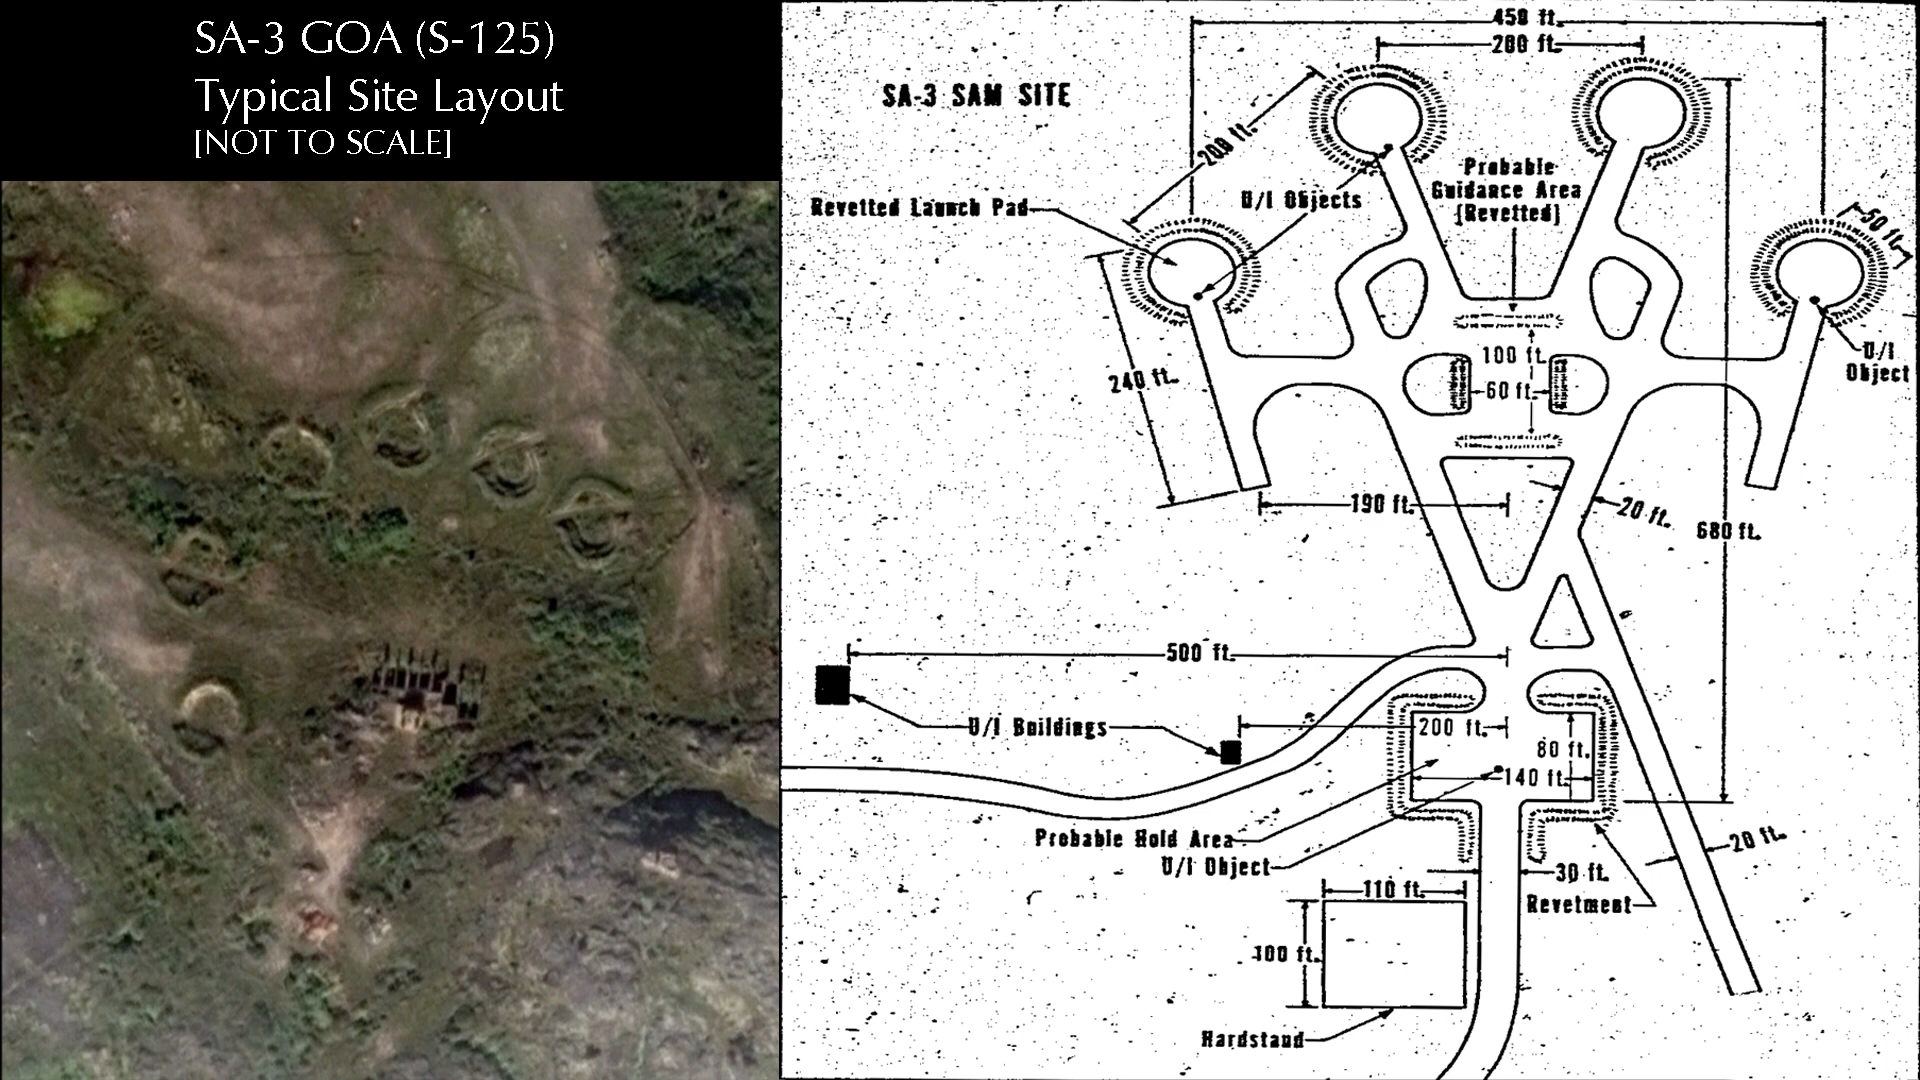 SA-3 GOA (S-125)
Typical Site Layout
[NOT TO SCALE]
450 ft.
200 ft.
SA-3 SAM SITE
200 ft.
Probable
Guidance Area
[Revetted]
U/I Objects
Revetted Launch Pad
50 ft.
U/I
Object
100 ft.
60 ft.
240 ft.
190 ft.
20 ft.
680 ft.
500 ft.
U/I Buildings
200 ft.
80 ft.
140 ft.
Probable Hold Area
U/I Object
20 ft.
30 ft.
110 ft.
Revetment
100 ft.
Hardstand